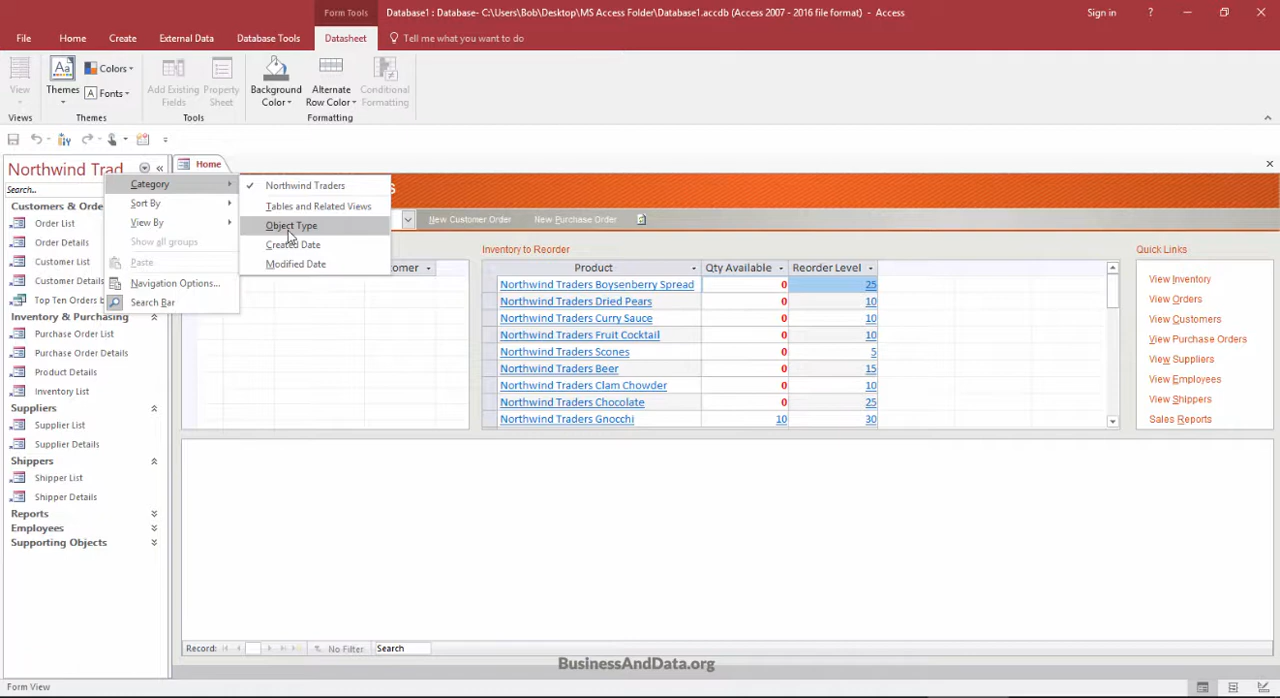 Form Tools
Database1 : Database- C:\Users\Bob\Desktop\MS Access Folder\Database1.accdb (Access 2007 - 2016 file format) - Access
Sign in
?
File
Home
Create
External Data
Database Tools
Datasheet
Tell me what you want to do
View
Aa
Themes
Colors
A Fonts
Add Existing Fields
Property Sheet
Background Color
Alternate Row Color
Conditional Formatting
Views
Themes
Tools
Formatting
Northwind Trad
Home
Search..
Category
Sort By
View By
Show all groups
Paste
Navigation Options...
Search Bar
Northwind Traders
Tables and Related Views
Object Type
Created Date
Modified Date
s
New Customer Order
New Purchase Order
Customers & Orde
Order List
Order Details
Customer List
Customer Details
Top Ten Orders b
Inventory & Purchasing
Purchase Order List
Purchase Order Details
Product Details
Inventory List
Suppliers
Supplier List
Supplier Details
Shippers
Shipper List
Shipper Details
Reports
Employees
Supporting Objects
omer
Inventory to Reorder
Product Qty Available Reorder Level
Northwind Traders Boysenberry Spread 0 25
Northwind Traders Dried Pears 0 10
Northwind Traders Curry Sauce 0 10
Northwind Traders Fruit Cocktail 0 10
Northwind Traders Scones 0 5
Northwind Traders Beer 0 15
Northwind Traders Clam Chowder 0 10
Northwind Traders Chocolate 0 25
Northwind Traders Gnocchi 10 30
Quick Links
View Inventory
View Orders
View Customers
View Purchase Orders
View Suppliers
View Employees
View Shippers
Sales Reports
Record:
No Filter
Search
BusinessAndData.org
Form View